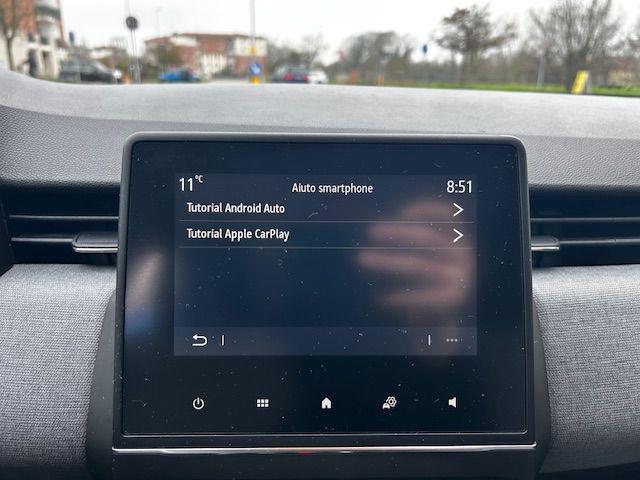 11°C
Aiuto smartphone
8:51
Tutorial Android Auto
Tutorial Apple CarPlay